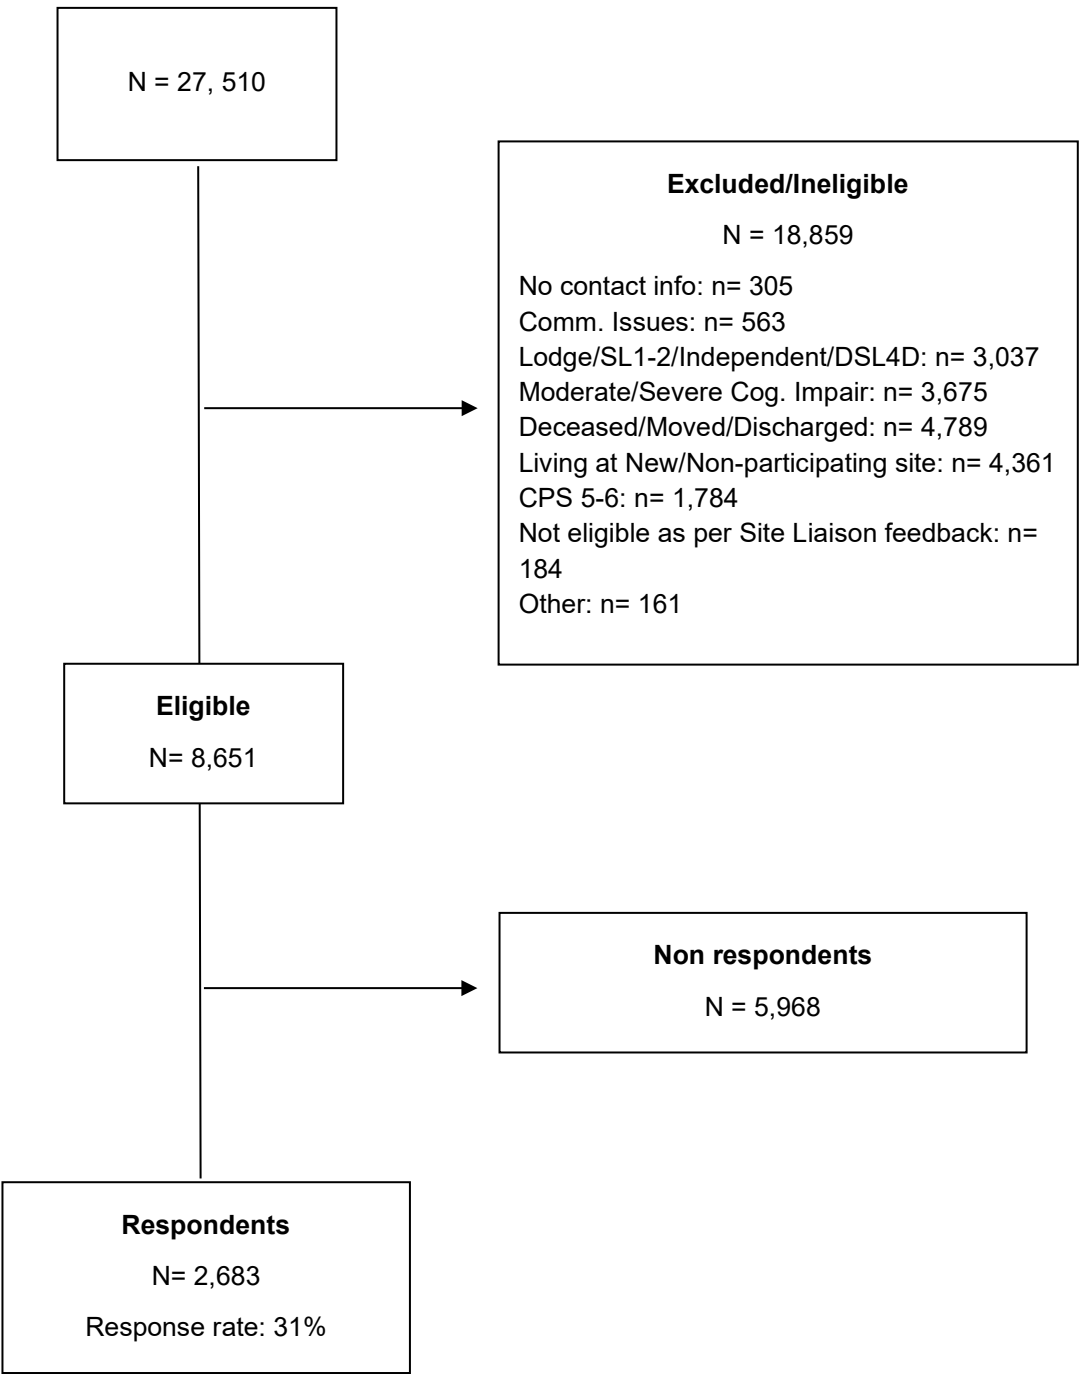 N = 27, 510
Excluded/Ineligible
N = 18,859
No contact info: n= 305
Comm. Issues: n= 563
Lodge/SL1-2/Independent/DSL4D: n= 3,037
Moderate/Severe Cog. Impair: n= 3,675
Deceased/Moved/Discharged: n= 4,789
Living at New/Non-participating site: n= 4,361
CPS 5-6: n= 1,784
Not eligible as per Site Liaison feedback: n=
184
Other: n= 161
Eligible
N= 8,651
Non respondents
N = 5,968
Respondents
N= 2,683
Response rate: 31%